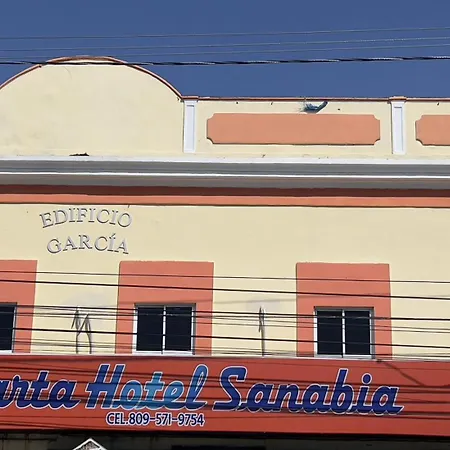 EDIFICIO
GARCÍA
Hotel Sanabia
CEL.809-571-9754